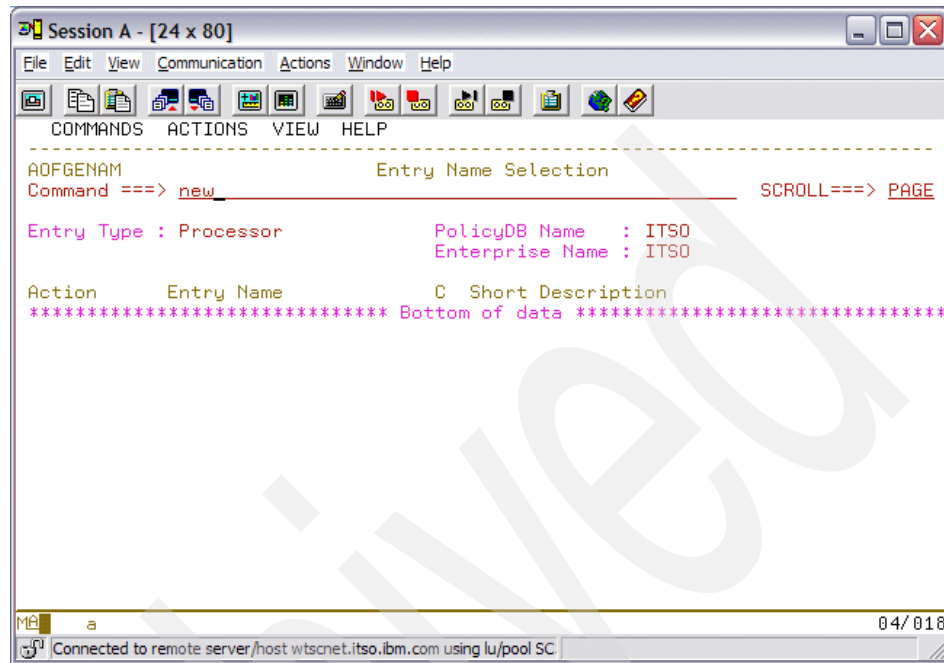 Session A - [24 x 80]
File Edit View Communication Actions Window Help
COMMANDS ACTIONS VIEW HELP
--------------------------------------------------------------------------------
AOFGENAM Entry Name Selection
Command ===> new_ SCROLL===> PAGE
Entry Type : Processor PolicyDB Name : ITSO
Enterprise Name : ITSO
Action Entry Name C Short Description
******************************* Bottom of data ********************************
MA a 04/018
Connected to remote server/host wtscnet.itso.ibm.com using lu/pool SC